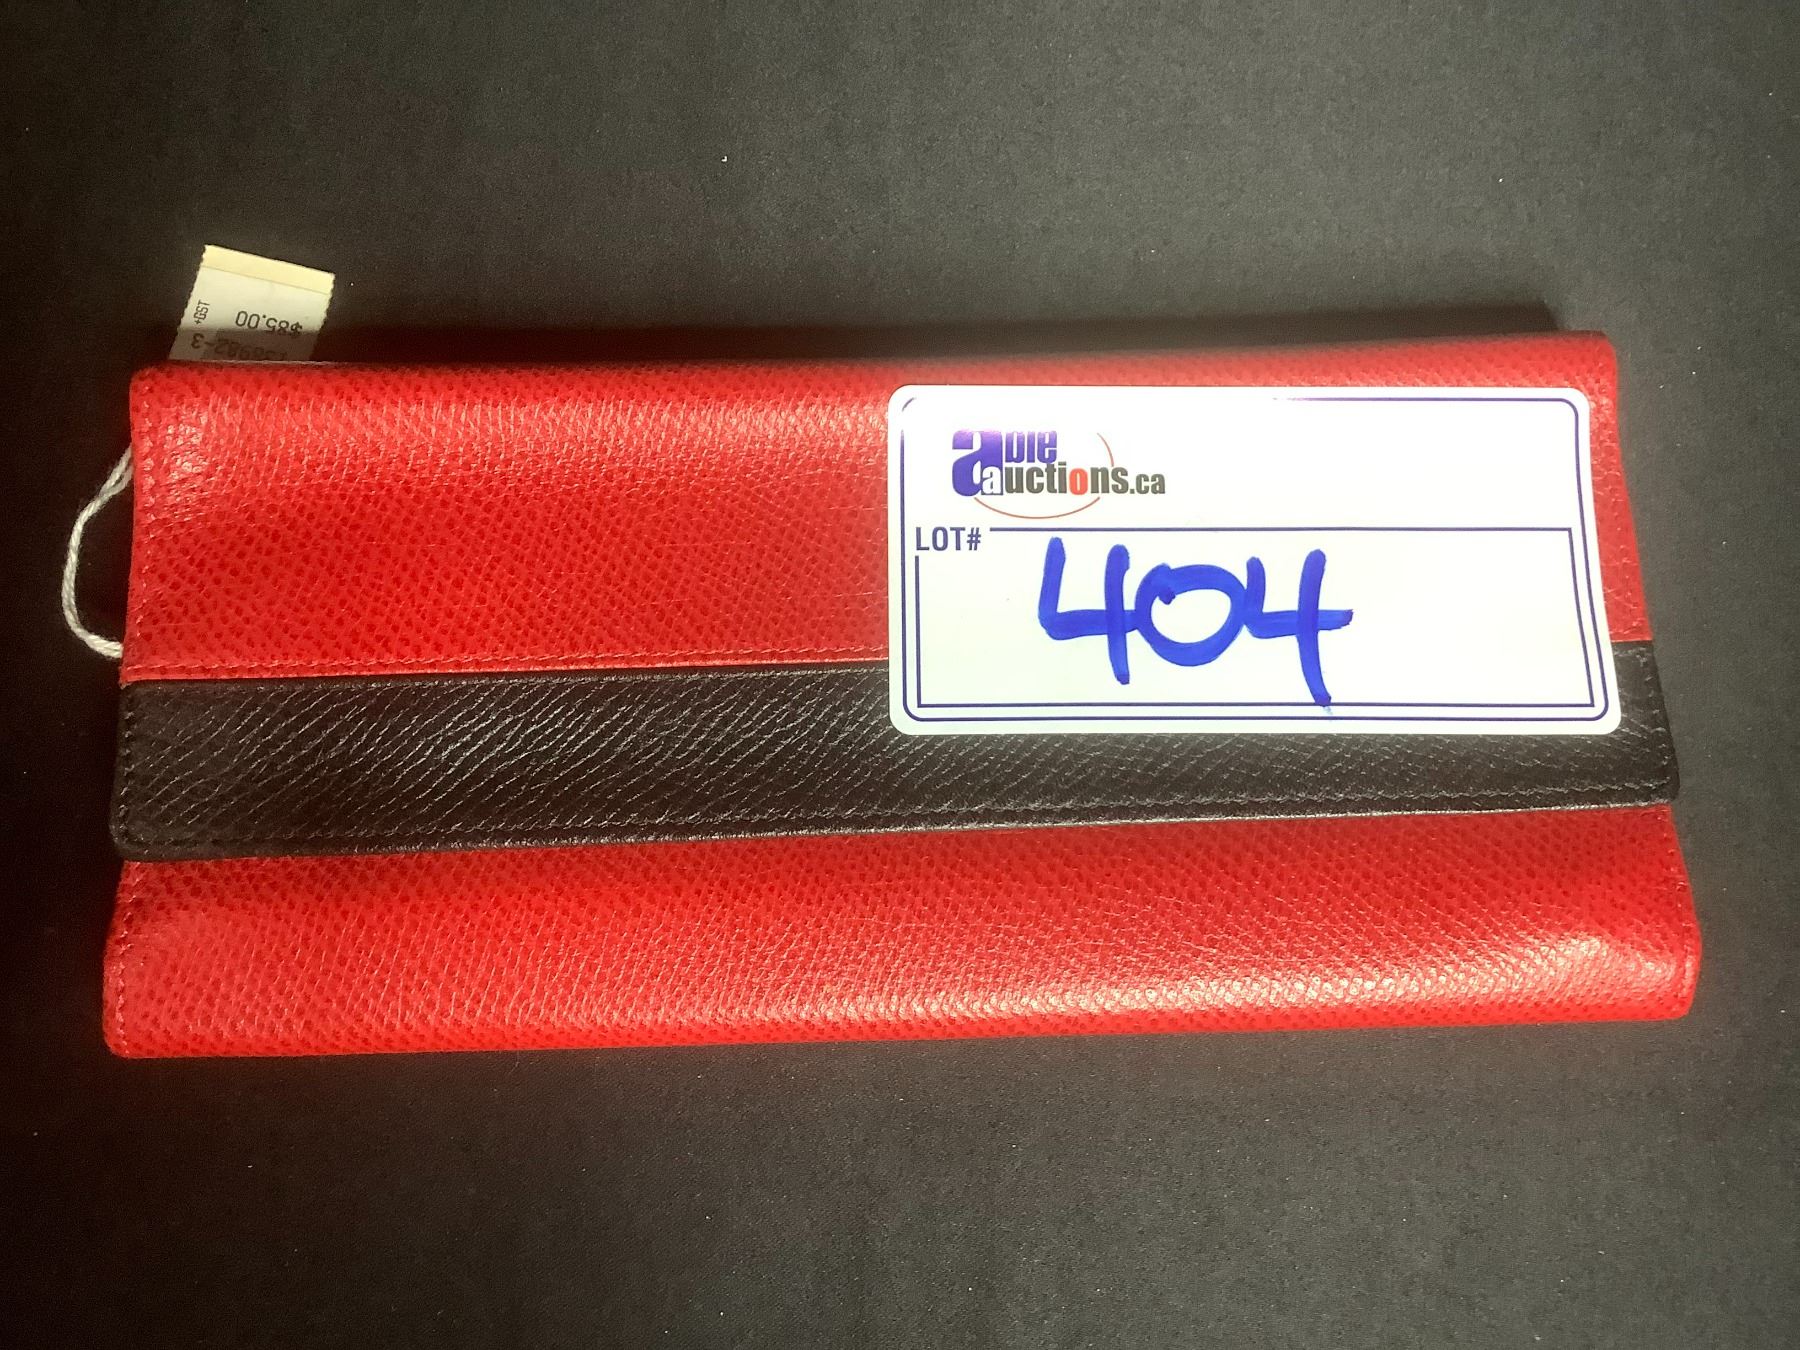 +GST
$85.00
able
auctions.ca
LOT#
404